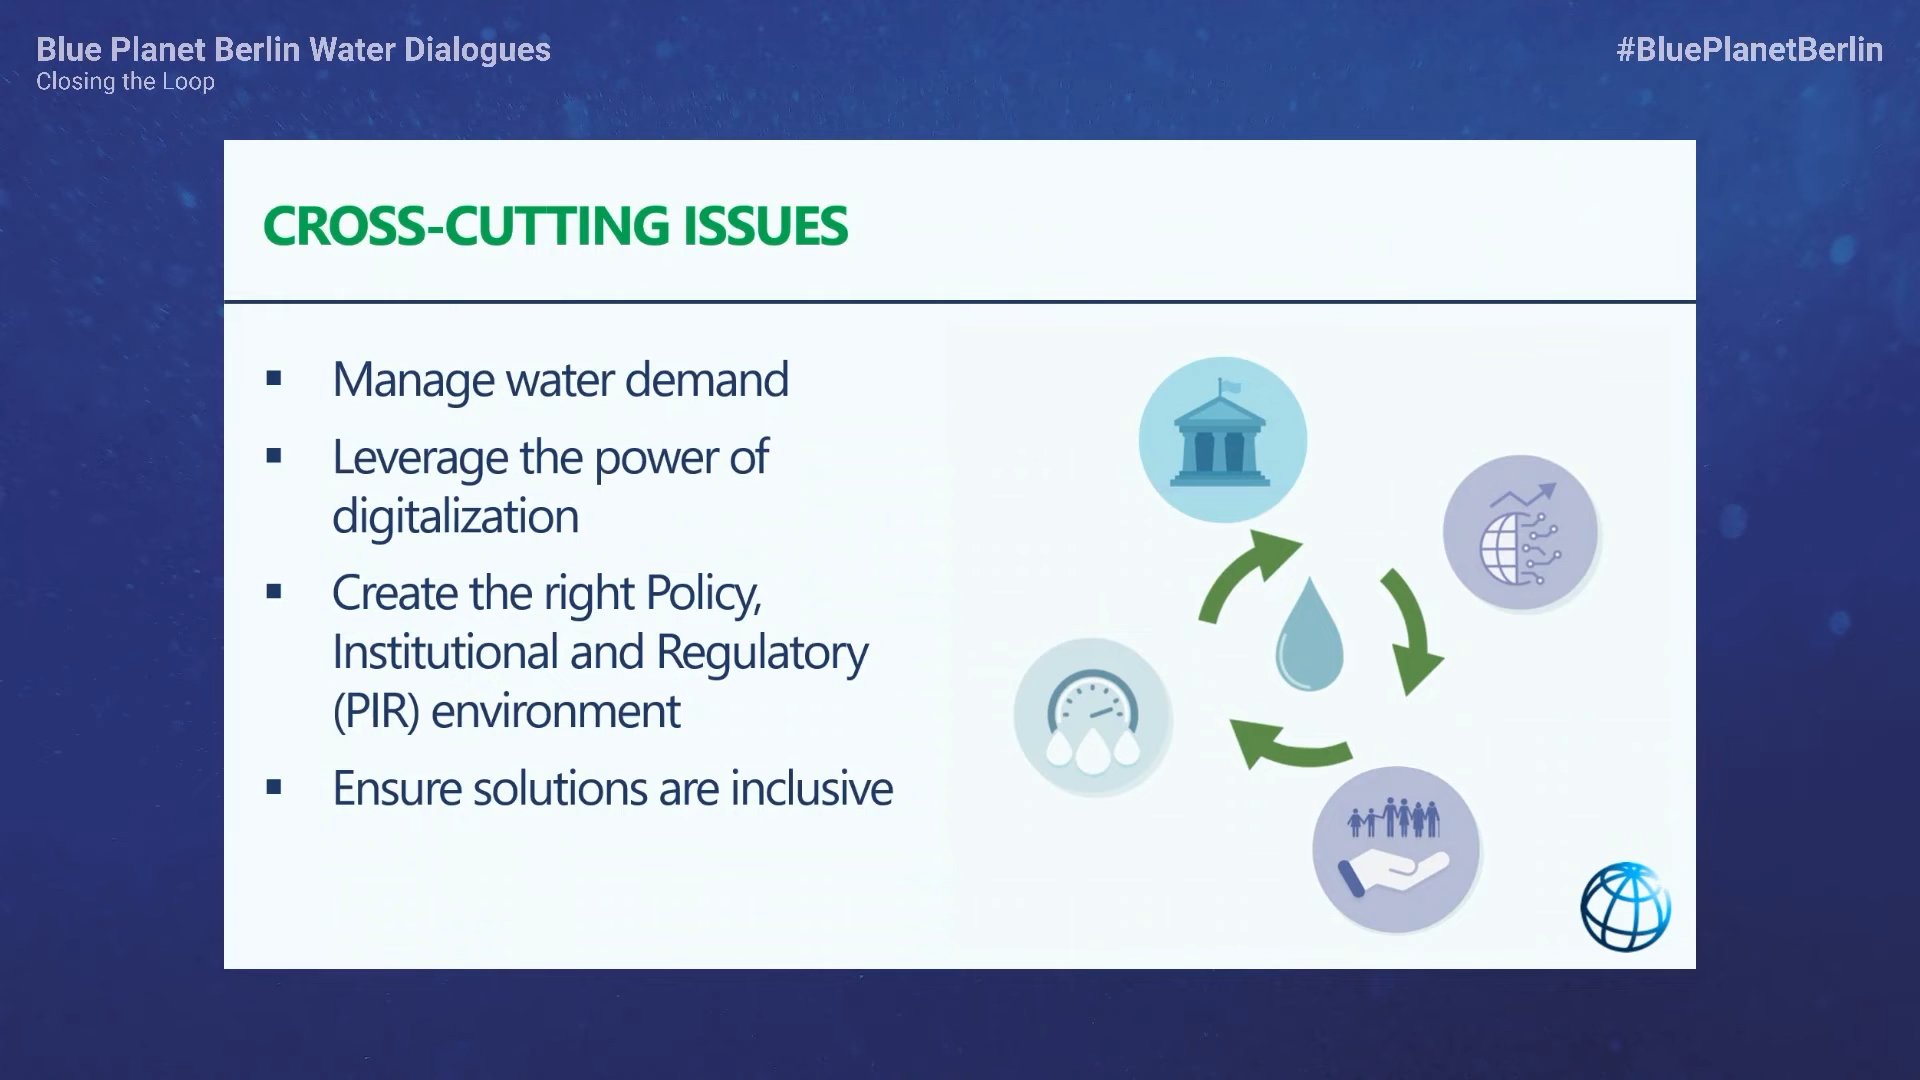 Blue Planet Berlin Water Dialogues
Closing the Loop
#BluePlanetBerlin
CROSS-CUTTING ISSUES
▪ Manage water demand
▪ Leverage the power of
digitalization
▪ Create the right Policy,
Institutional and Regulatory
(PIR) environment
▪ Ensure solutions are inclusive